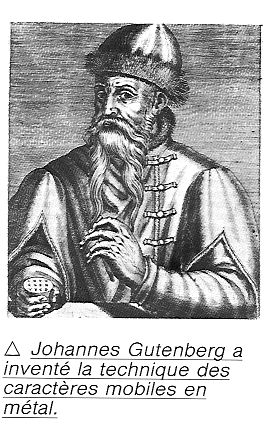 △ Johannes Gutenberg a
inventé la technique des
caractères mobiles en
métal.